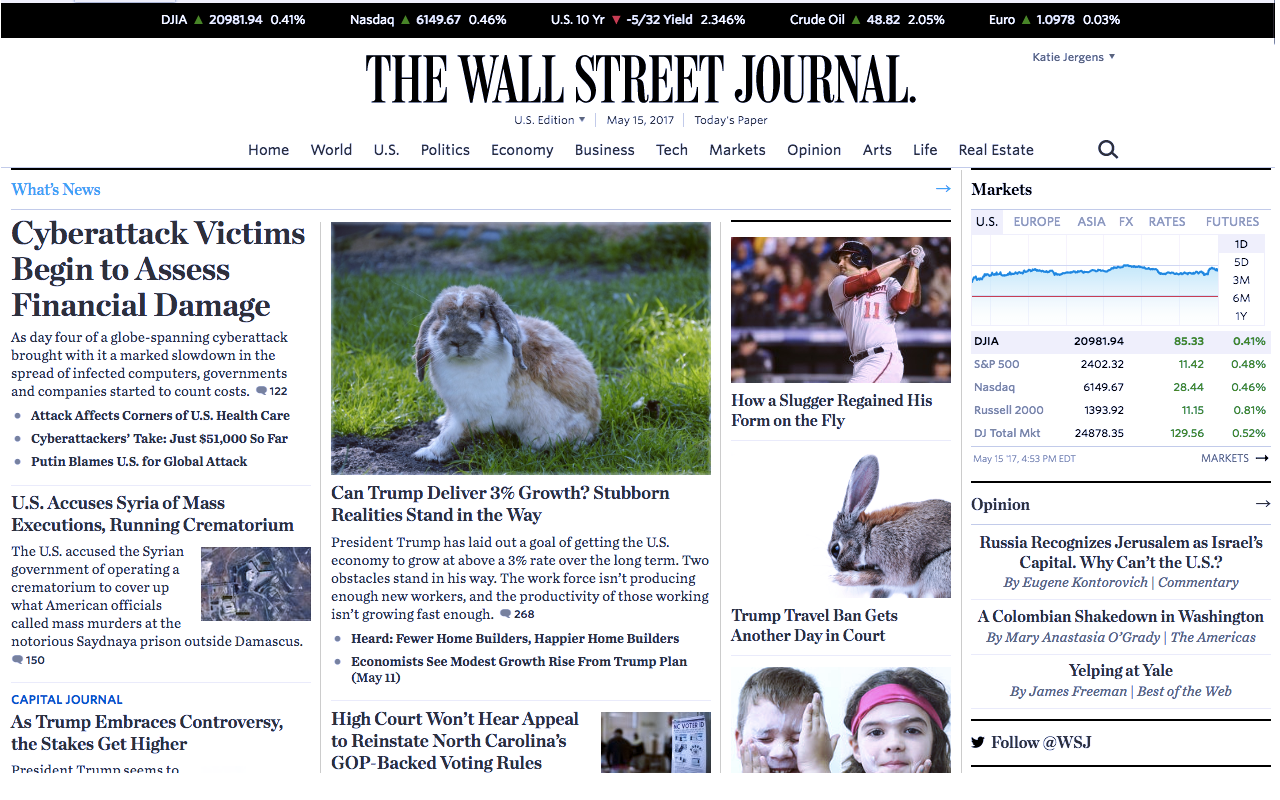 DJIA ▲ 20981.94 0.41% Nasdaq ▲ 6149.67 0.46% U.S. 10 Yr ▼ -5/32 Yield 2.346% Crude Oil ▲ 48.82 2.05% Euro ▲ 1.0978 0.03%
Katie Jergens
THE WALL STREET JOURNAL.
U.S. Edition May 15, 2017 Today's Paper
Home World U.S. Politics Economy Business Tech Markets Opinion Arts Life Real Estate
What's News →
Cyberattack Victims
Begin to Assess
Financial Damage
As day four of a globe-spanning cyberattack
brought with it a marked slowdown in the
spread of infected computers, governments
and companies started to count costs. 122
Attack Affects Corners of U.S. Health Care
Cyberattackers' Take: Just $51,000 So Far
Putin Blames U.S. for Global Attack
U.S. Accuses Syria of Mass
Executions, Running Crematorium
The U.S. accused the Syrian
government of operating a
crematorium to cover up
what American officials
called mass murders at the
notorious Saydnaya prison outside Damascus.
150
CAPITAL JOURNAL
As Trump Embraces Controversy,
the Stakes Get Higher
President Trump seems to
Can Trump Deliver 3% Growth? Stubborn
Realities Stand in the Way
President Trump has laid out a goal of getting the U.S.
economy to grow at above a 3% rate over the long term. Two
obstacles stand in his way. The work force isn't producing
enough new workers, and the productivity of those working
isn't growing fast enough. 268
Heard: Fewer Home Builders, Happier Home Builders
Economists See Modest Growth Rise From Trump Plan
(May 11)
High Court Won't Hear Appeal
to Reinstate North Carolina's
GOP-Backed Voting Rules
NC VOTER ID
11
How a Slugger Regained His
Form on the Fly
Trump Travel Ban Gets
Another Day in Court
Markets
U.S. EUROPE ASIA FX RATES FUTURES
1D
5D
3M
6M
1Y
DJIA 20981.94 85.33 0.41%
S&P 500 2402.32 11.42 0.48%
Nasdaq 6149.67 28.44 0.46%
Russell 2000 1393.92 11.15 0.81%
DJ Total Mkt 24878.35 129.56 0.52%
May 15 '17, 4:53 PM EDT MARKETS →
Opinion →
Russia Recognizes Jerusalem as Israel's
Capital. Why Can't the U.S.?
By Eugene Kontorovich | Commentary
A Colombian Shakedown in Washington
By Mary Anastasia O'Grady | The Americas
Yelping at Yale
By James Freeman | Best of the Web
Follow @WSJ